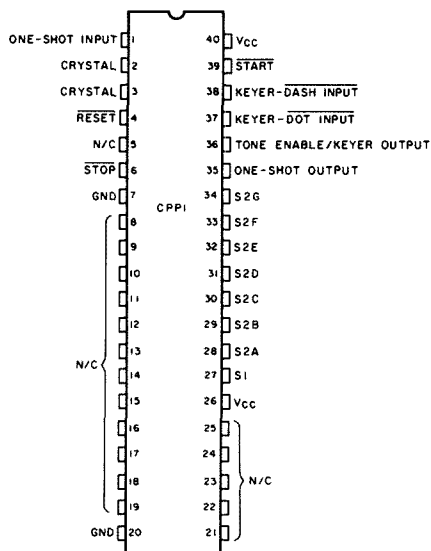 ONE-SHOT INPUT 1 40 VCC
CRYSTAL 2 39 START
CRYSTAL 3 38 KEYER-DASH INPUT
RESET 4 37 KEYER-DOT INPUT
N/C 5 36 TONE ENABLE/KEYER OUTPUT
STOP 6 35 ONE-SHOT OUTPUT
GND 7 34 S2G
CPP1
8 33 S2F
9 32 S2E
10 31 S2D
11 30 S2C
12 29 S2B
13 28 S2A
N/C
14 27 S1
15 26 VCC
16 25
17 24
18 23 N/C
19 22
GND 20 21